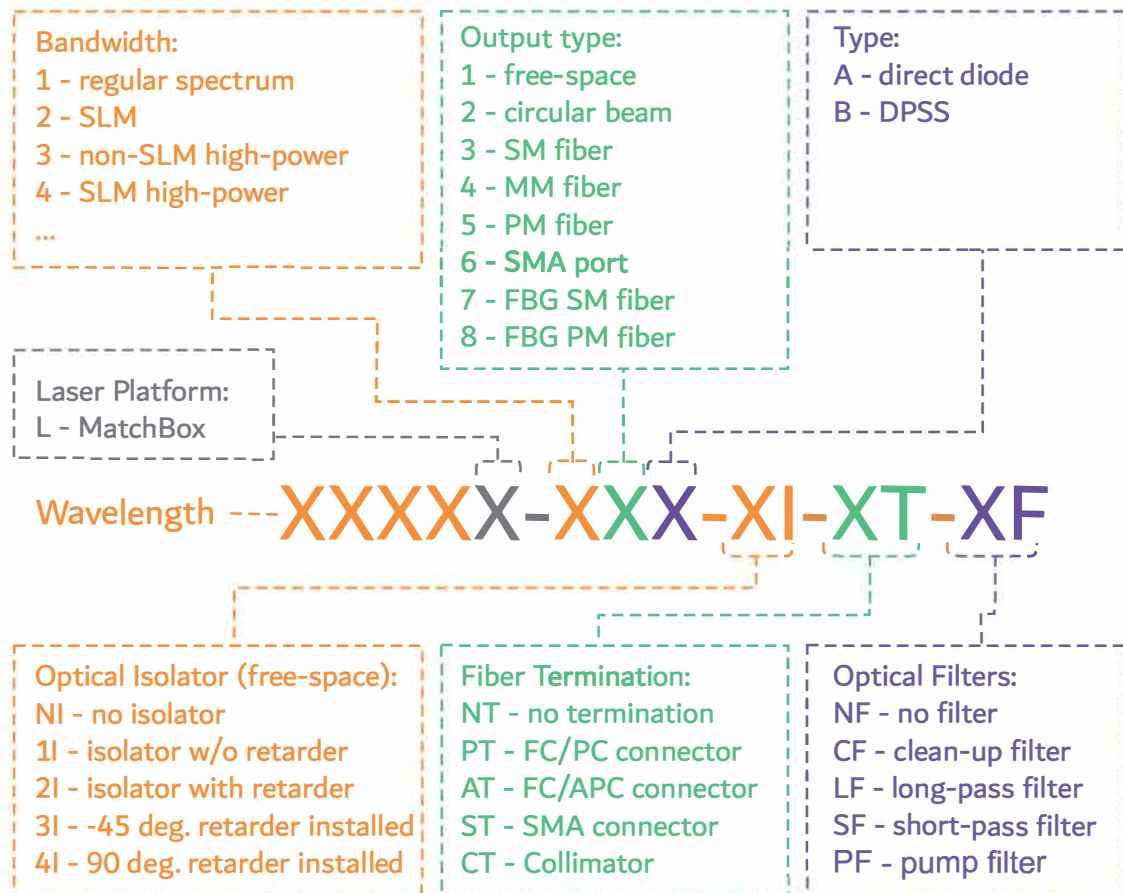 Bandwidth:
1 - regular spectrum
2 - SLM
3 - non-SLM high-power
4 - SLM high-power
...
Output type:
1 - free-space
2 - circular beam
3 - SM fiber
4 - MM fiber
5 - PM fiber
6 - SMA port
7 - FBG SM fiber
8 - FBG PM fiber
Type:
A - direct diode
B - DPSS
Laser Platform:
L - MatchBox
Wavelength XXXXX-XXX-XI-XT-XF
Optical Isolator (free-space):
NI - no isolator
1I - isolator w/o retarder
2I - isolator with retarder
3I - -45 deg. retarder installed
4I - 90 deg. retarder installed
Fiber Termination:
NT - no termination
PT - FC/PC connector
AT - FC/APC connector
ST - SMA connector
CT - Collimator
Optical Filters:
NF - no filter
CF - clean-up filter
LF - long-pass filter
SF - short-pass filter
PF - pump filter